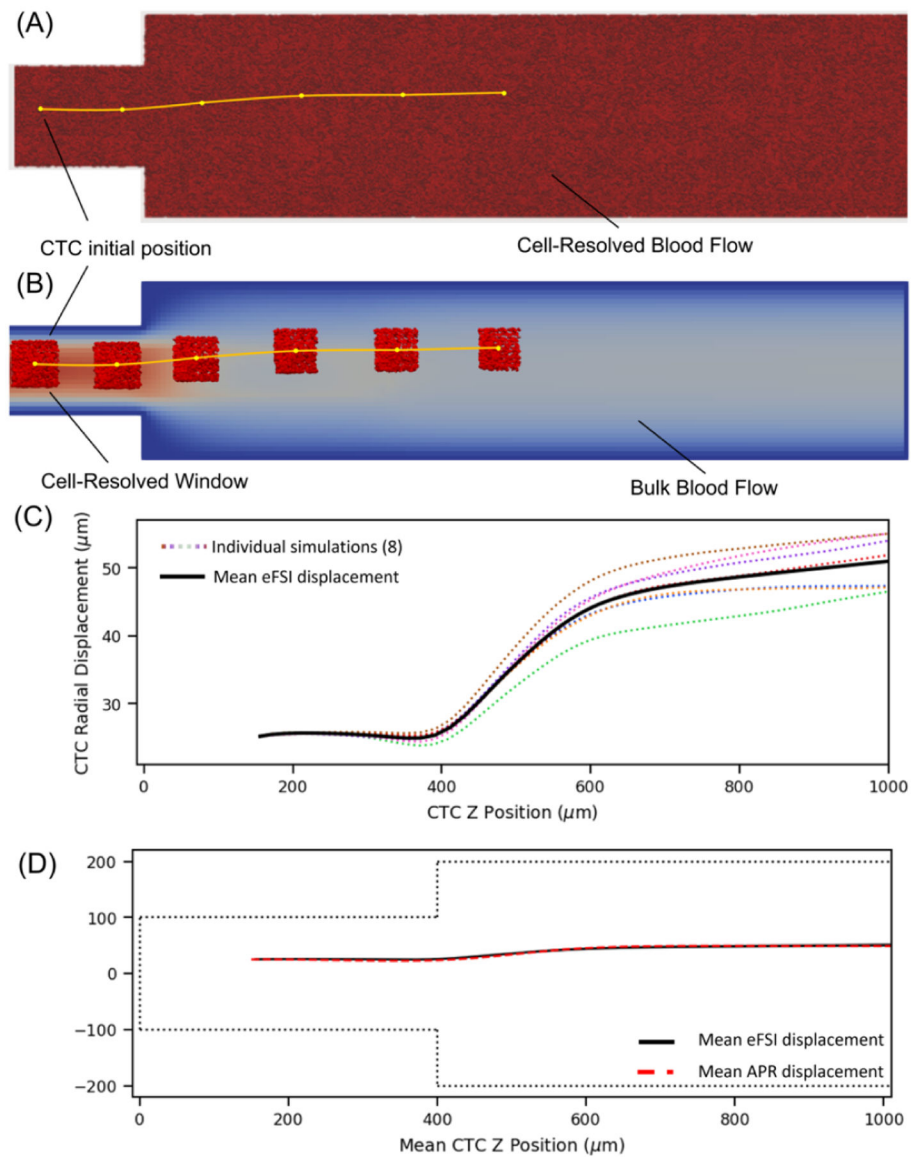 (A)
CTC initial position
Cell-Resolved Blood Flow
(B)
Cell-Resolved Window
Bulk Blood Flow
(C)
CTC Radial Displacement (μm)
50
40
30
Individual simulations (8)
Mean eFSI displacement
0
200
400
600
800
1000
CTC Z Position (μm)
(D)
200
100
0
−100
−200
Mean eFSI displacement
Mean APR displacement
0
200
400
600
800
1000
Mean CTC Z Position (μm)